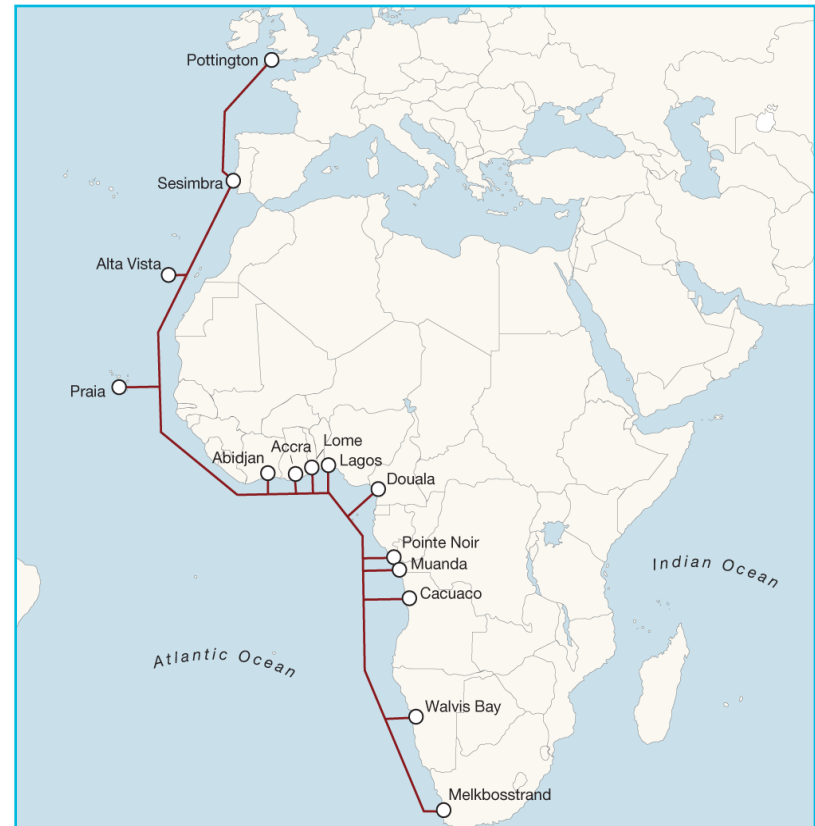 Pottington
Sesimbra
Alta Vista
Praia
Abidjan
Accra
Lome
Lagos
Douala
Pointe Noir
Muanda
Cacuaco
Indian Ocean
Atlantic Ocean
Walvis Bay
Melkbosstrand